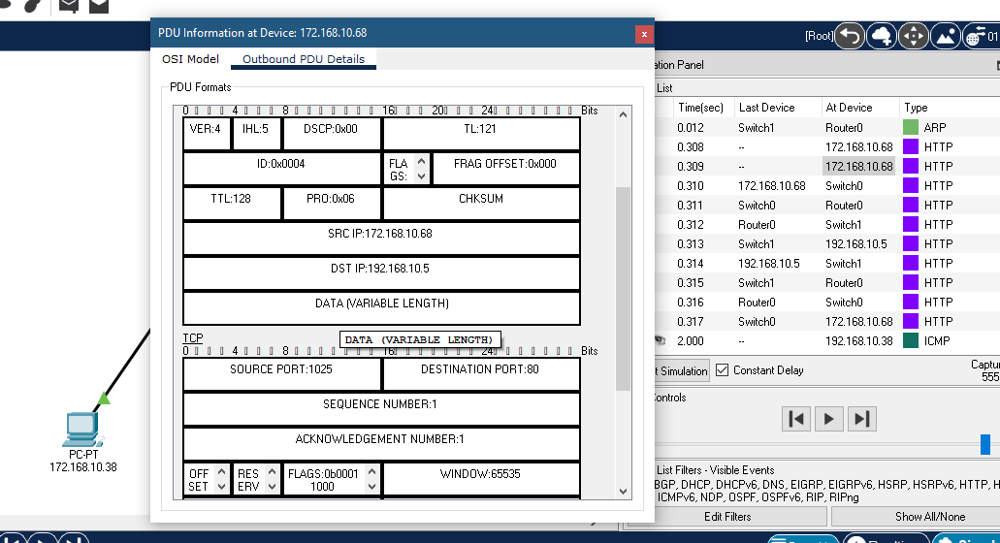 PDU Information at Device: 172.168.10.68
x
OSI Model Outbound PDU Details
PDU Formats
0 4 8 16 20 24 Bits
VER:4 IHL:5 DSCP:0x00 TL:121
ID:0x0004 FLA
GS: FRAG OFFSET:0x000
TTL:128 PRO:0x06 CHKSUM
SRC IP:172.168.10.68
DST IP:192.168.10.5
DATA (VARIABLE LENGTH)
TCP
DATA (VARIABLE LENGTH)
0 4 8 16 20 24 Bits
SOURCE PORT:1025 DESTINATION PORT:80
SEQUENCE NUMBER:1
ACKNOWLEDGEMENT NUMBER:1
OFF
SET RES
ERV FLAGS:0b0001
1000 WINDOW:65535
PC-PT
172.168.10.38
[Root] 01
ation Panel
List
Time(sec) Last Device At Device Type
0.012 Switch1 Router0 ARP
0.308 -- 172.168.10.68 HTTP
0.309 -- 172.168.10.68 HTTP
0.310 172.168.10.68 Switch0 HTTP
0.311 Switch0 Router0 HTTP
0.312 Router0 Switch1 HTTP
0.313 Switch1 192.168.10.5 HTTP
0.314 192.168.10.5 Switch1 HTTP
0.315 Switch1 Router0 HTTP
0.316 Router0 Switch0 HTTP
0.317 Switch0 172.168.10.68 HTTP
2.000 -- 192.168.10.38 ICMP
t Simulation Constant Delay Captur
555
ontrols
List Filters - Visible Events
BGP, DHCP, DHCPv6, DNS, EIGRP, EIGRPv6, HSRP, HSRPv6, HTTP, H
ICMPv6, NDP, OSPF, OSPFv6, RIP, RIPng
Edit Filters Show All/None